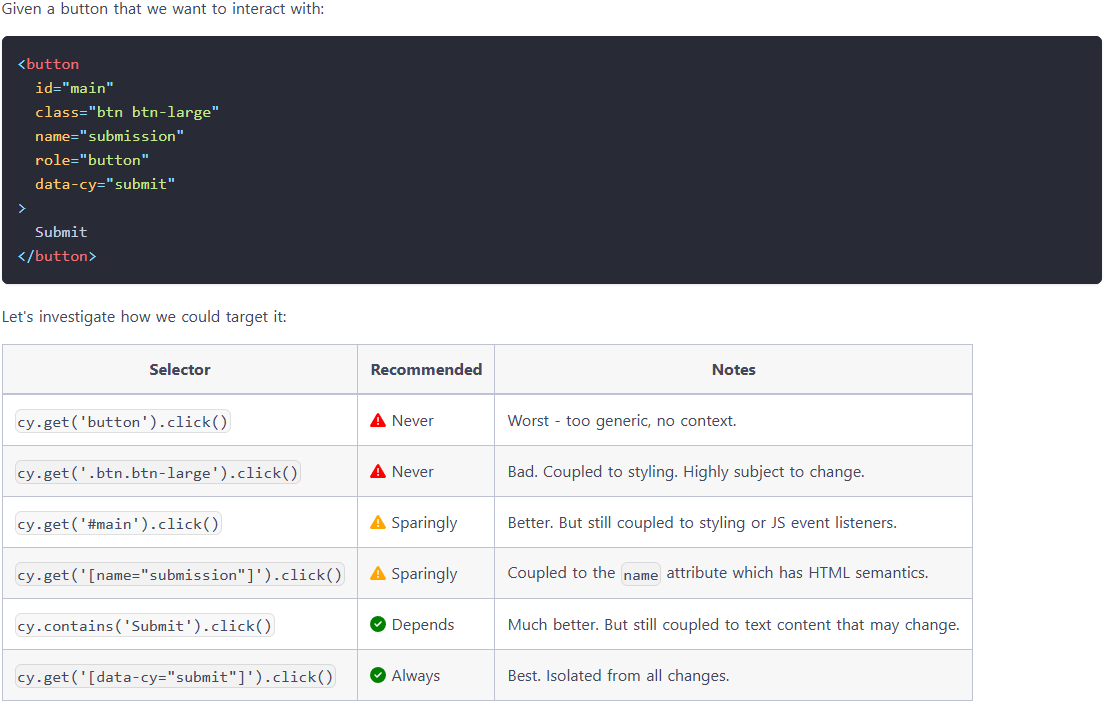 Given a button that we want to interact with:
<button
id="main"
class="btn btn-large"
name="submission"
role="button"
data-cy="submit"
>
Submit
</button>
Let's investigate how we could target it:
Selector Recommended Notes
cy.get('button').click() Never Worst - too generic, no context.
cy.get('.btn.btn-large').click() Never Bad. Coupled to styling. Highly subject to change.
cy.get('#main').click() Sparingly Better. But still coupled to styling or JS event listeners.
cy.get('[name="submission"]').click() Sparingly Coupled to the name attribute which has HTML semantics.
cy.contains('Submit').click() Depends Much better. But still coupled to text content that may change.
cy.get('[data-cy="submit"]').click() Always Best. Isolated from all changes.